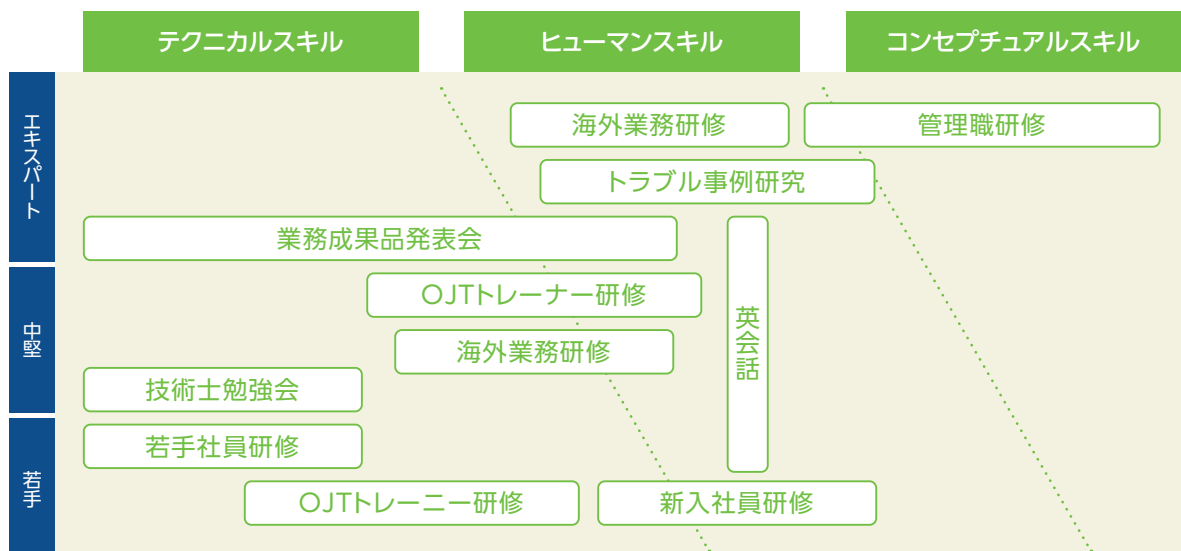 テクニカルスキル
ヒューマンスキル
コンセプチュアルスキル
エキスパート
海外業務研修
管理職研修
トラブル事例研究
業務成果品発表会
中堅
OJTトレーナー研修
英会話
海外業務研修
技術士勉強会
若手
若手社員研修
OJTトレーニー研修
新入社員研修